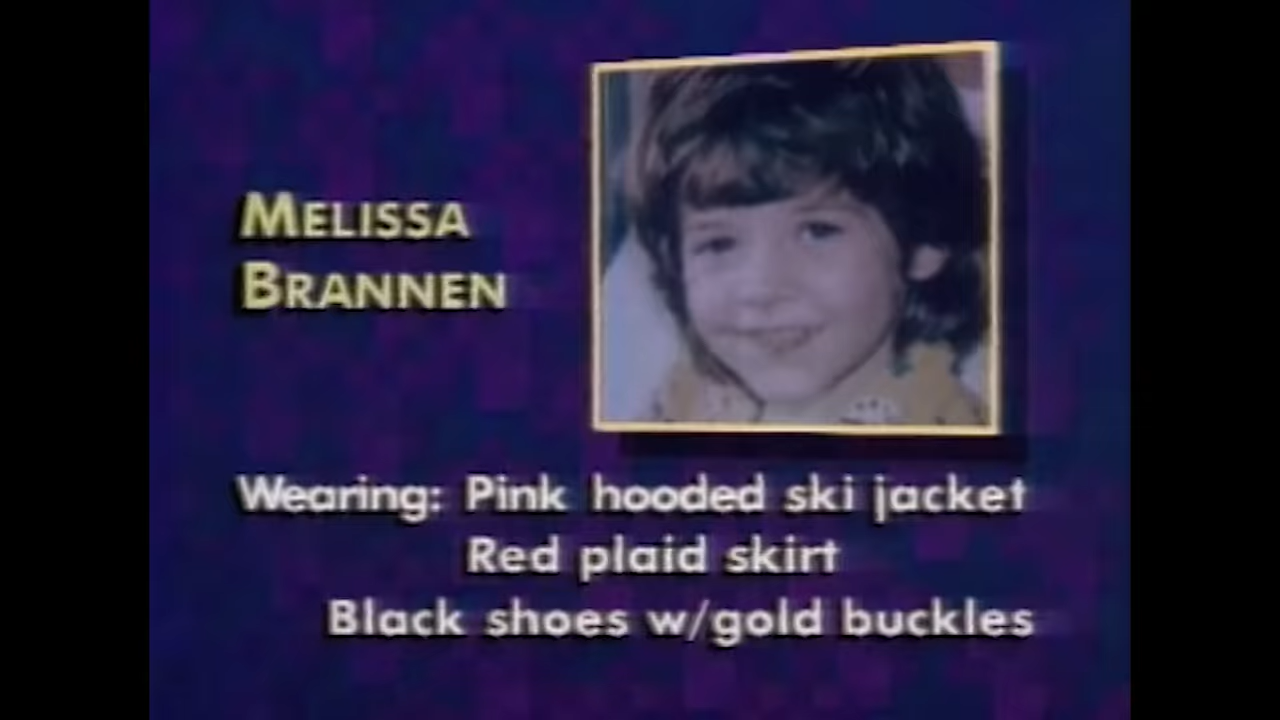 MELISSA
BRANNEN
Wearing: Pink hooded ski jacket
Red plaid skirt
Black shoes w/gold buckles